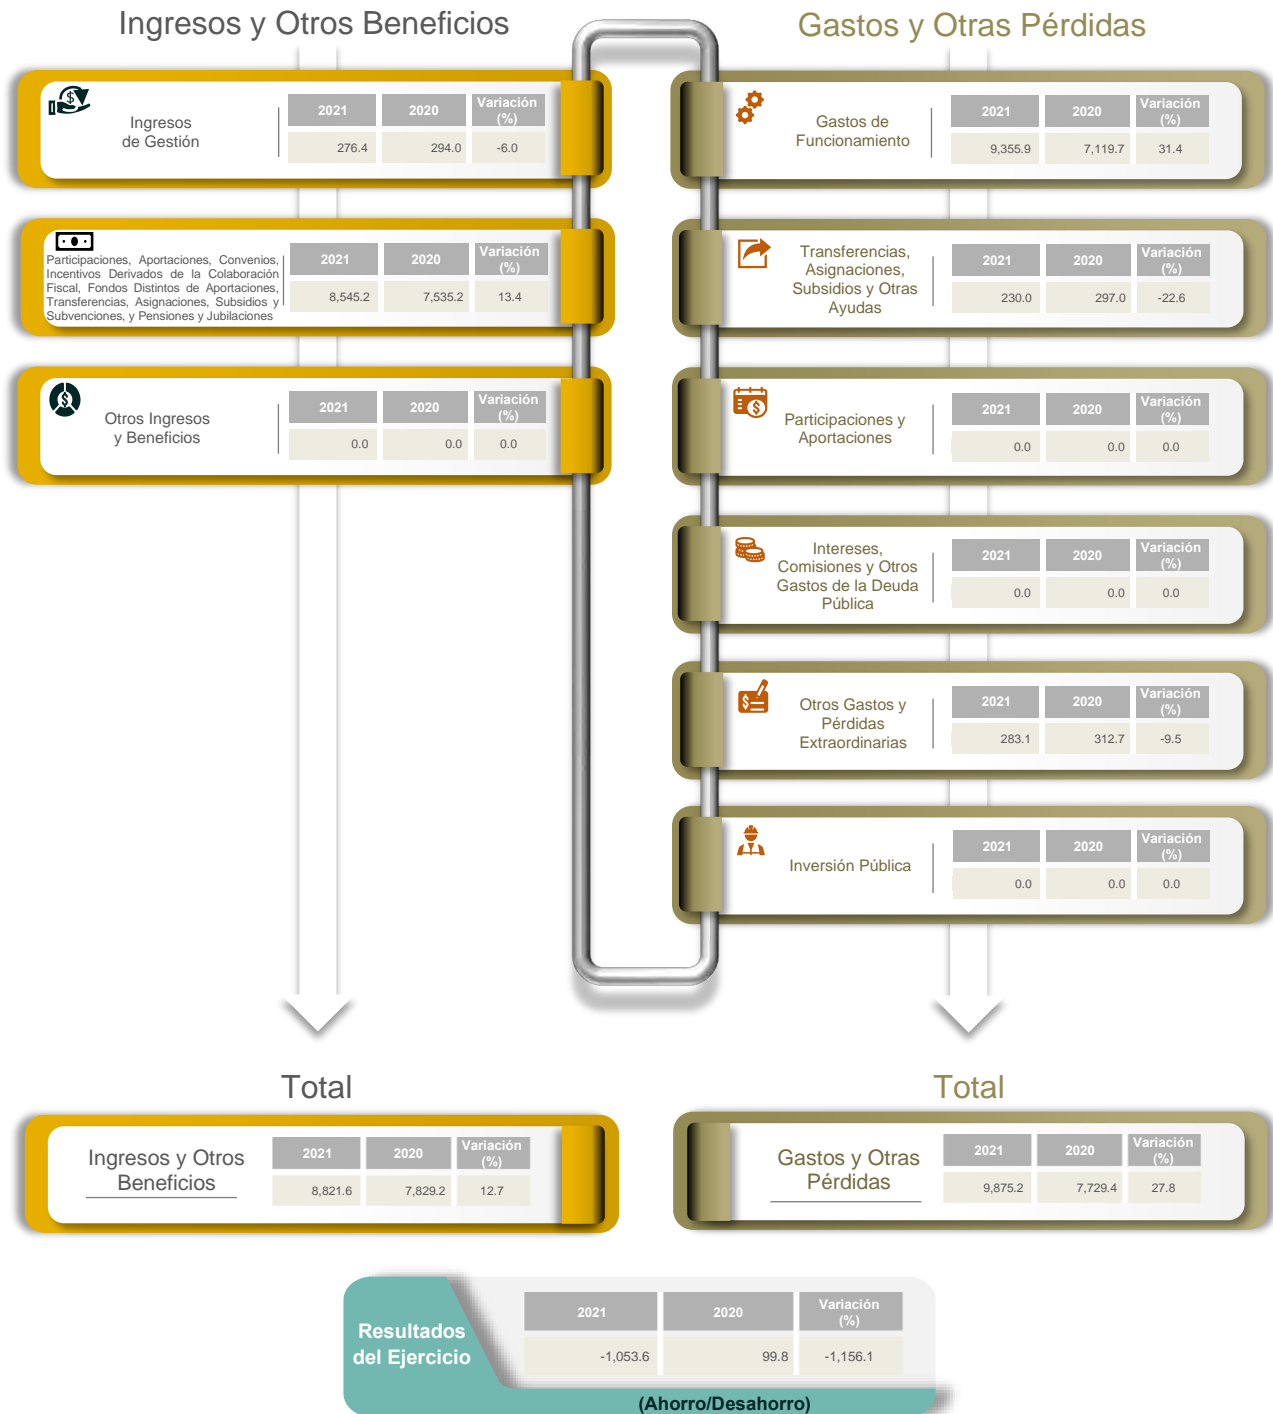 Ingresos y Otros Beneficios
Ingresos
de Gestión
2021 2020 Variación (%)
276.4 294.0 -6.0
Participaciones, Aportaciones, Convenios,
Incentivos Derivados de la Colaboración
Fiscal, Fondos Distintos de Aportaciones,
Transferencias, Asignaciones, Subsidios y
Subvenciones, y Pensiones y Jubilaciones
2021 2020 Variación (%)
8,545.2 7,535.2 13.4
Otros Ingresos
y Beneficios
2021 2020 Variación (%)
0.0 0.0 0.0
Gastos y Otras Pérdidas
Gastos de
Funcionamiento
2021 2020 Variación (%)
9,355.9 7,119.7 31.4
Transferencias,
Asignaciones,
Subsidios y Otras
Ayudas
2021 2020 Variación (%)
230.0 297.0 -22.6
Participaciones y
Aportaciones
2021 2020 Variación (%)
0.0 0.0 0.0
Intereses,
Comisiones y Otros
Gastos de la Deuda
Pública
2021 2020 Variación (%)
0.0 0.0 0.0
Otros Gastos y
Pérdidas
Extraordinarias
2021 2020 Variación (%)
283.1 312.7 -9.5
Inversión Pública
2021 2020 Variación (%)
0.0 0.0 0.0
Total
Ingresos y Otros
Beneficios
2021 2020 Variación (%)
8,821.6 7,829.2 12.7
Total
Gastos y Otras
Pérdidas
2021 2020 Variación (%)
9,875.2 7,729.4 27.8
Resultados
del Ejercicio
2021 2020 Variación (%)
-1,053.6 99.8 -1,156.1
(Ahorro/Desahorro)